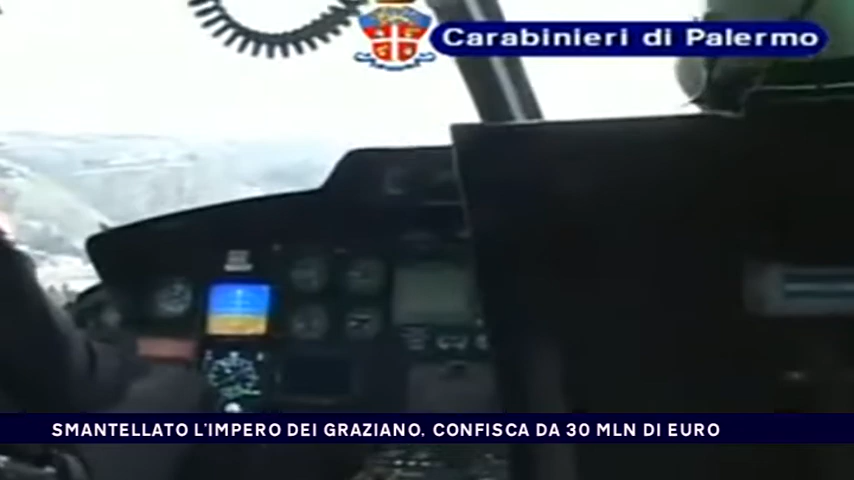 Carabinieri di Palermo
SMANTELLATO L'IMPERO DEI GRAZIANO, CONFISCA DA 30 MLN DI EURO